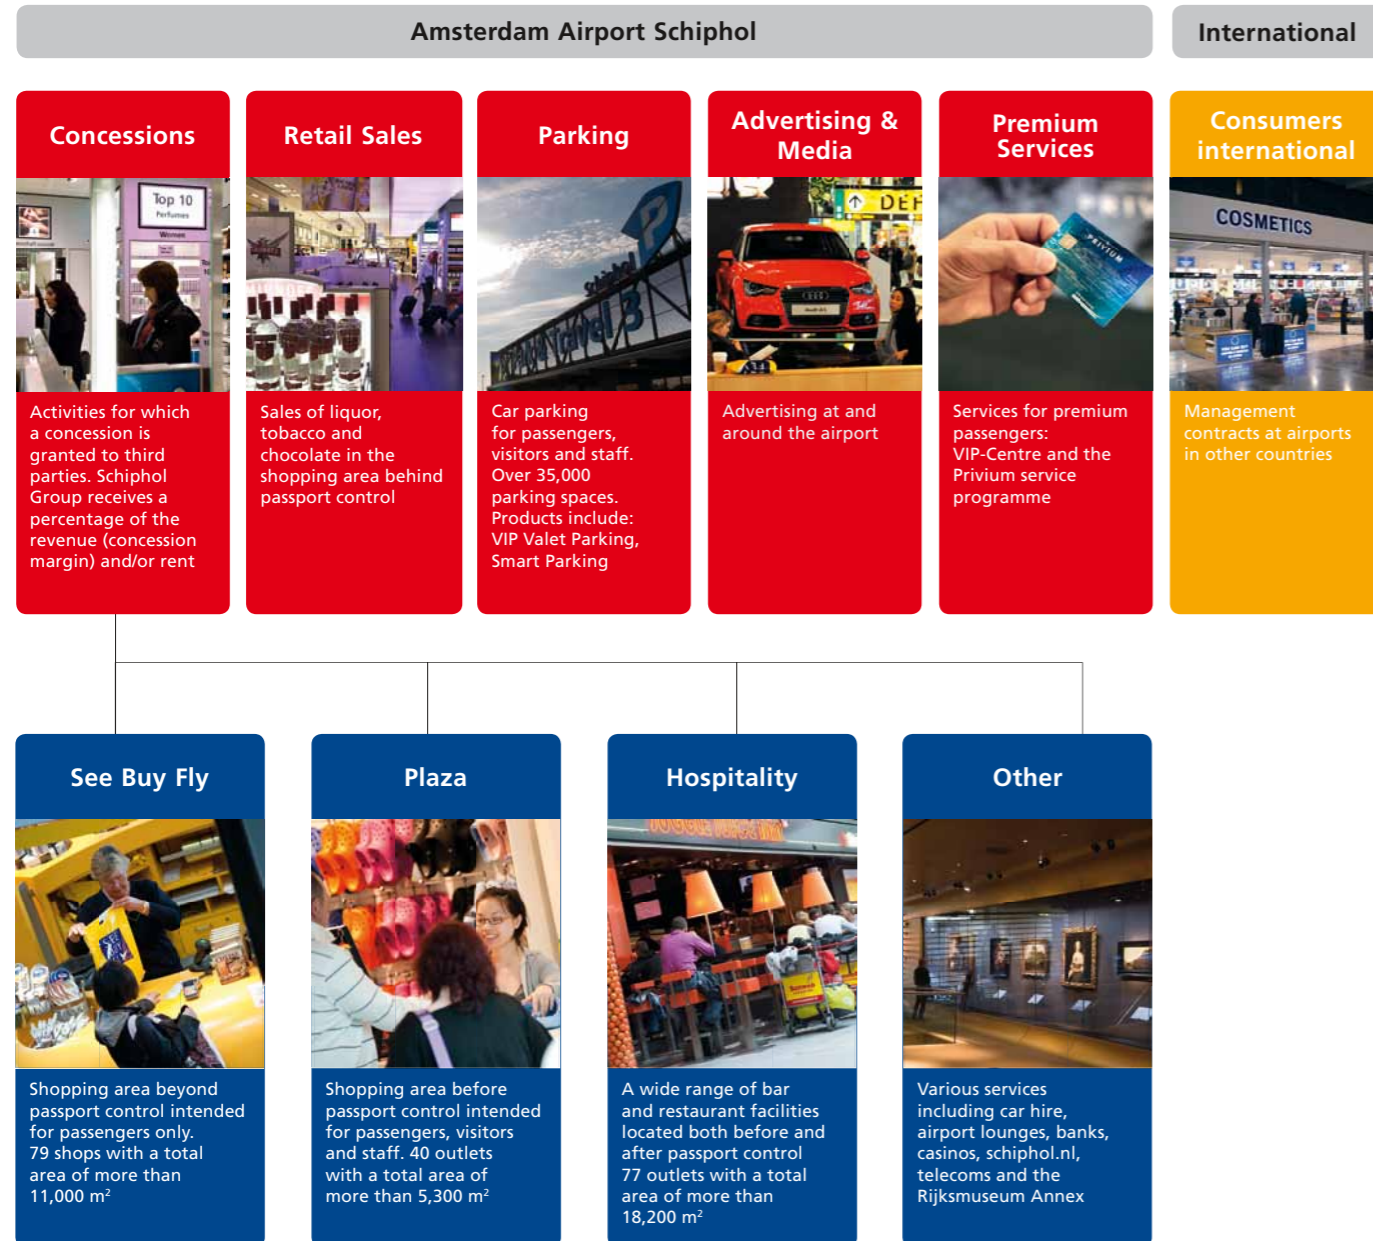 Amsterdam Airport Schiphol
International
Concessions
Top 10
Perfumes
Women
Activities for which
a concession is
granted to third
parties. Schiphol
Group receives a
percentage of the
revenue (concession
margin) and/or rent
Retail Sales
Sales of liquor,
tobacco and
chocolate in the
shopping area behind
passport control
Parking
P
Schiphol
Travel 3
Car parking
for passengers,
visitors and staff.
Over 35,000
parking spaces.
Products include:
VIP Valet Parking,
Smart Parking
Advertising &
Media
Advertising at and
around the airport
Premium
Services
PRIVIUM
Services for premium
passengers:
VIP-Centre and the
Privium service
programme
Consumers
international
COSMETICS
Management
contracts at airports
in other countries
See Buy Fly
Shopping area beyond
passport control intended
for passengers only.
79 shops with a total
area of more than
11,000 m²
Plaza
Shopping area before
passport control intended
for passengers, visitors
and staff. 40 outlets
with a total area of
more than 5,300 m²
Hospitality
A wide range of bar
and restaurant facilities
located both before and
after passport control
77 outlets with a total
area of more than
18,200 m²
Other
Various services
including car hire,
airport lounges, banks,
casinos, schiphol.nl,
telecoms and the
Rijksmuseum Annex